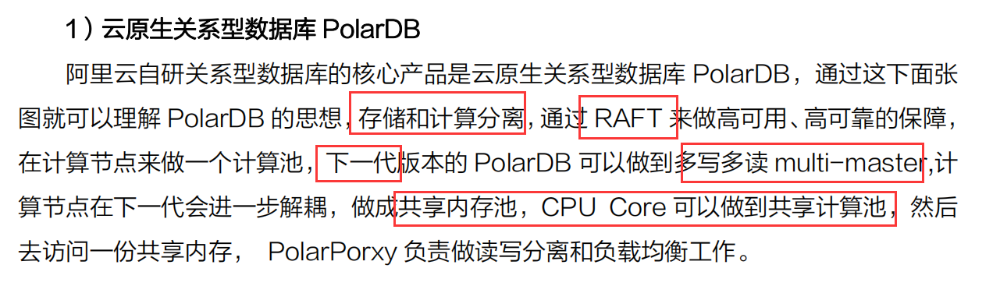 1）云原生关系型数据库 PolarDB
阿里云自研关系型数据库的核心产品是云原生关系型数据库 PolarDB，通过这下面张
图就可以理解 PolarDB 的思想，存储和计算分离，通过 RAFT 来做高可用、高可靠的保障，
在计算节点来做一个计算池，下一代版本的 PolarDB 可以做到多写多读 multi-master,计
算节点在下一代会进一步解耦，做成共享内存池，CPU Core 可以做到共享计算池，然后
去访问一份共享内存， PolarPorxy 负责做读写分离和负载均衡工作。